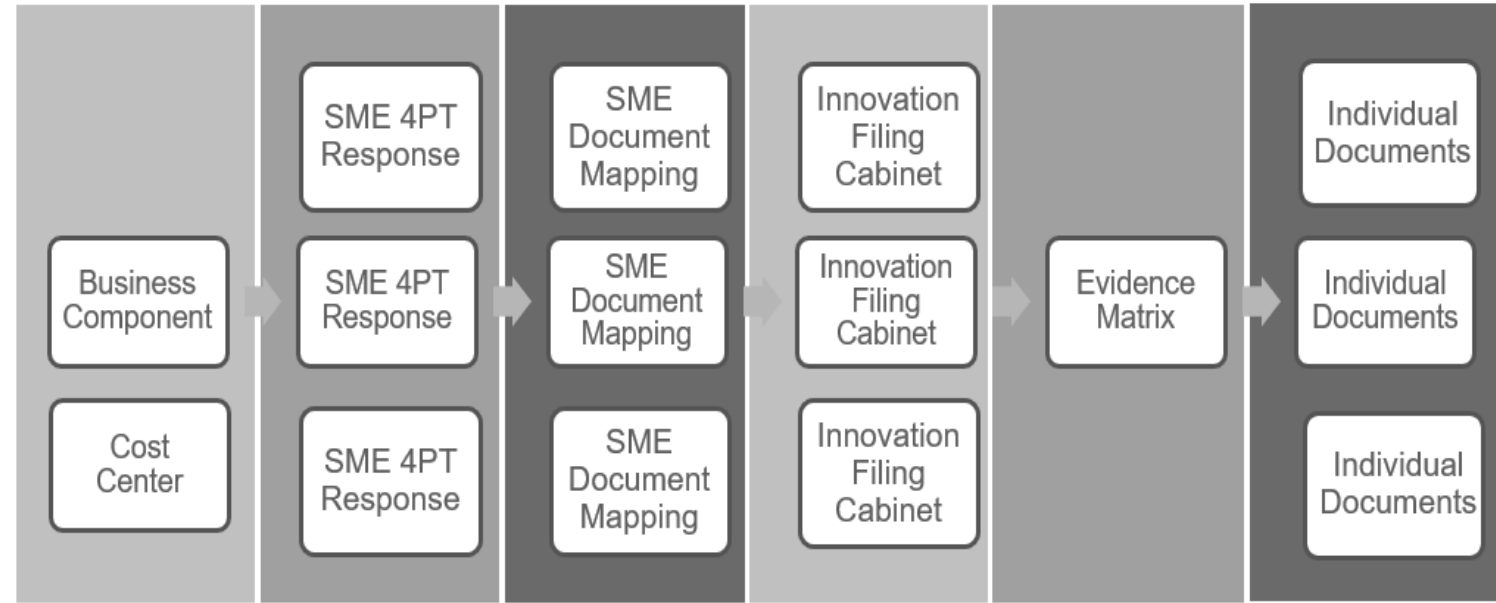 Business
Component
Cost
Center
SME 4PT
Response
SME 4PT
Response
SME 4PT
Response
SME
Document
Mapping
SME
Document
Mapping
SME
Document
Mapping
Innovation
Filing
Cabinet
Innovation
Filing
Cabinet
Innovation
Filing
Cabinet
Evidence
Matrix
Individual
Documents
Individual
Documents
Individual
Documents